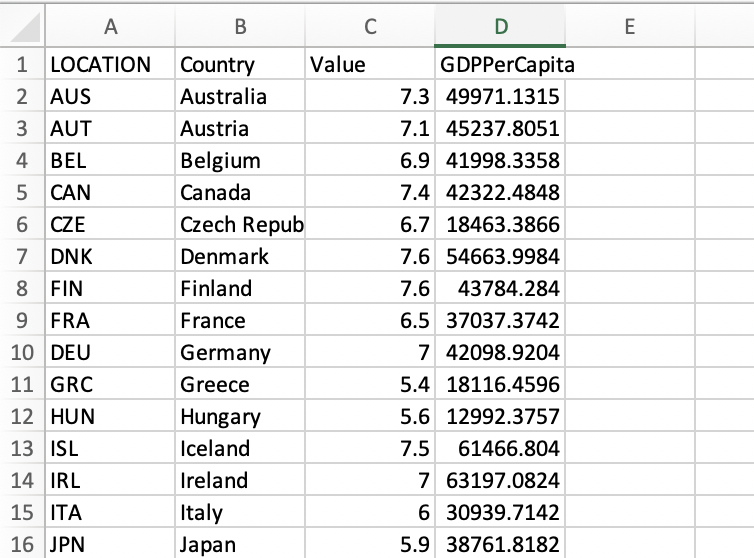 A B C D E
1 LOCATION Country Value GDPPerCapita
2 AUS Australia 7.3 49971.1315
3 AUT Austria 7.1 45237.8051
4 BEL Belgium 6.9 41998.3358
5 CAN Canada 7.4 42322.4848
6 CZE Czech Repub 6.7 18463.3866
7 DNK Denmark 7.6 54663.9984
8 FIN Finland 7.6 43784.284
9 FRA France 6.5 37037.3742
10 DEU Germany 7 42098.9204
11 GRC Greece 5.4 18116.4596
12 HUN Hungary 5.6 12992.3757
13 ISL Iceland 7.5 61466.804
14 IRL Ireland 7 63197.0824
15 ITA Italy 6 30939.7142
16 JPN Japan 5.9 38761.8182